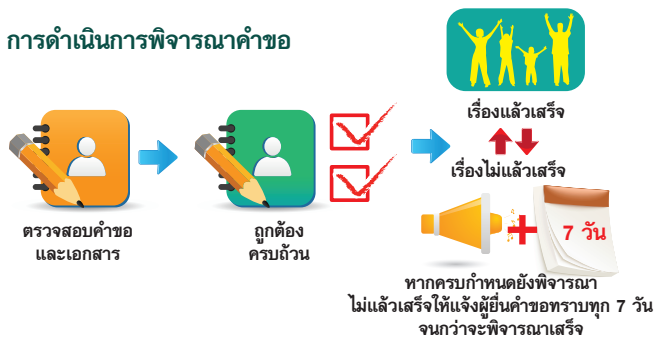 การดำเนินการพิจารณาคำขอ
ตรวจสอบคำขอ
และเอกสาร
ถูกต้อง
ครบถ้วน
เรื่องแล้วเสร็จ
เรื่องไม่แล้วเสร็จ
7 วัน
หากครบกำหนดยังพิจารณา
ไม่แล้วเสร็จให้แจ้งผู้ยื่นคำขอทราบทุก 7 วัน
จนกว่าจะพิจารณาเสร็จ